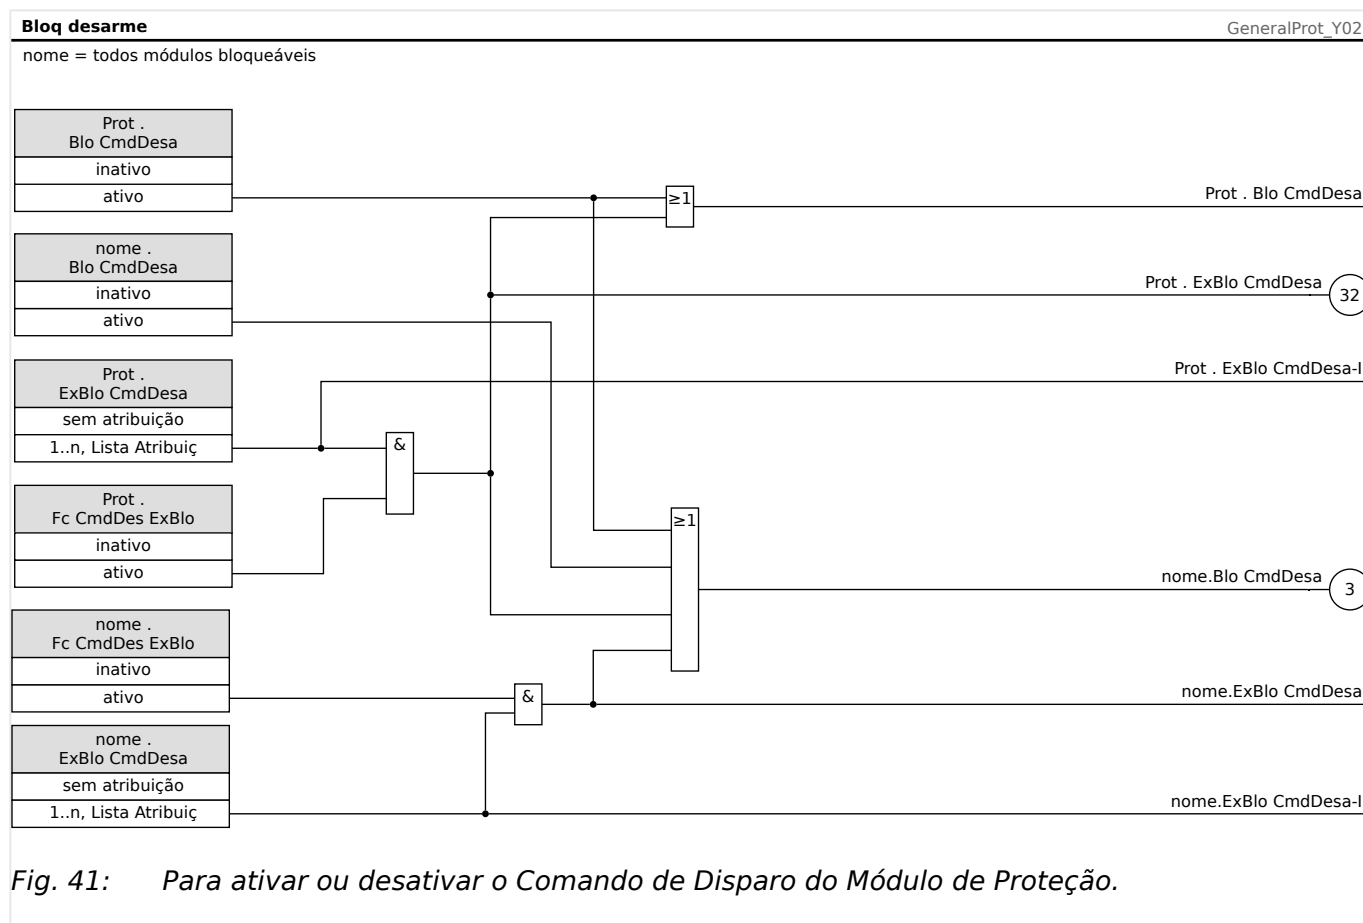 Bloq desarme
GeneralProt_Y02
nome = todos módulos bloqueáveis
Prot .
Blo CmdDesa
inativo
ativo
≥1
Prot . Blo CmdDesa
nome .
Blo CmdDesa
inativo
ativo
Prot . ExBlo CmdDesa
32
Prot .
ExBlo CmdDesa
sem atribuição
1..n, Lista Atribuiç
Prot . ExBlo CmdDesa-I
&
Prot .
Fc CmdDes ExBlo
inativo
ativo
≥1
nome.Blo CmdDesa
3
nome .
Fc CmdDes ExBlo
inativo
ativo
&
nome.ExBlo CmdDesa
nome .
ExBlo CmdDesa
sem atribuição
1..n, Lista Atribuiç
nome.ExBlo CmdDesa-I
Fig. 41: Para ativar ou desativar o Comando de Disparo do Módulo de Proteção.